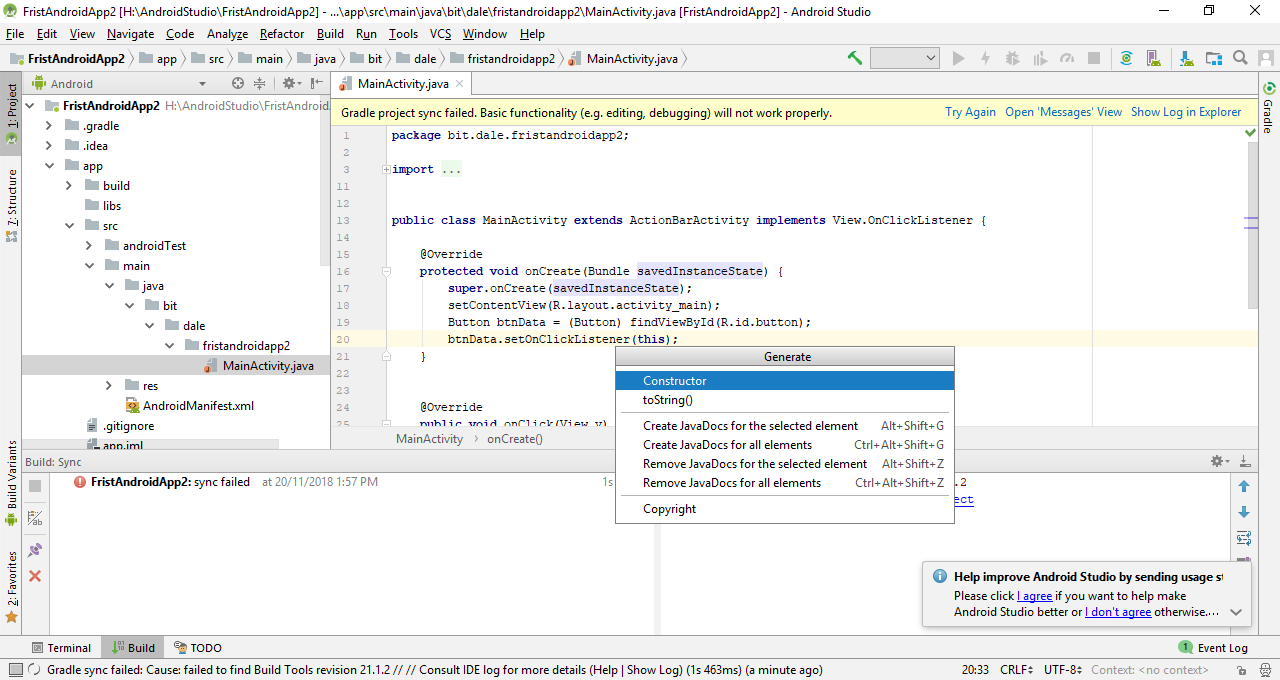 FristAndroidApp2 [H:\AndroidStudio\FristAndroidApp2] - ...\app\src\main\java\bit\dale\fristandroidapp2\MainActivity.java [FristAndroidApp2] - Android Studio
File Edit View Navigate Code Analyze Refactor Build Run Tools VCS Window Help
FristAndroidApp2 app src main java bit dale fristandroidapp2 MainActivity.java
Android
MainActivity.java
1: Project
7: Structure
Build Variants
2: Favorites
Gradle
FristAndroidApp2 H:\AndroidStudio\FristAndroid
.gradle
.idea
app
build
libs
src
androidTest
main
java
bit
dale
fristandroidapp2
MainActivity.java
res
AndroidManifest.xml
.gitignore
app.iml
Gradle project sync failed. Basic functionality (e.g. editing, debugging) will not work properly. Try Again Open 'Messages' View Show Log in Explorer
1 package bit.dale.fristandroidapp2;
2
3 import ...
11
12
13 public class MainActivity extends ActionBarActivity implements View.OnClickListener {
14
15 @Override
16 protected void onCreate(Bundle savedInstanceState) {
17 super.onCreate(savedInstanceState);
18 setContentView(R.layout.activity_main);
19 Button btnData = (Button) findViewById(R.id.button);
20 btnData.setOnClickListener(this);
21 }
22
23
24 @Override
25 public void onClick(View v)
MainActivity onCreate()
Generate
Constructor
toString()
Create JavaDocs for the selected element Alt+Shift+G
Create JavaDocs for all elements Ctrl+Alt+Shift+G
Remove JavaDocs for the selected element Alt+Shift+Z
Remove JavaDocs for all elements Ctrl+Alt+Shift+Z
Copyright
Build: Sync
FristAndroidApp2: sync failed at 20/11/2018 1:57 PM 1s
.2
ect
Help improve Android Studio by sending usage st
Please click I agree if you want to help make
Android Studio better or I don't agree otherwise....
Terminal Build TODO 1 Event Log
Gradle sync failed: Cause: failed to find Build Tools revision 21.1.2 // // Consult IDE log for more details (Help | Show Log) (1s 463ms) (a minute ago) 20:33 CRLF UTF-8 Context: <no context>